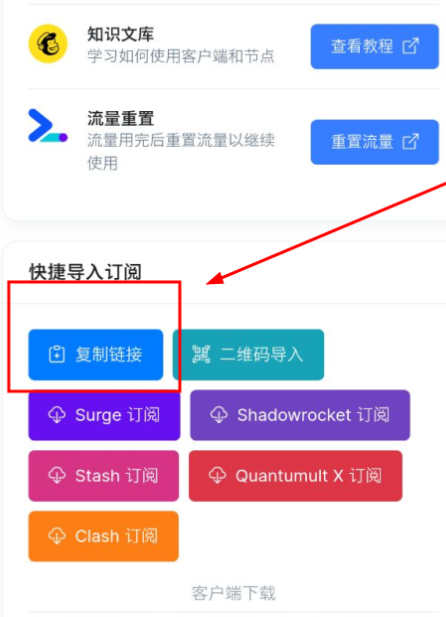 知识文库
学习如何使用客户端和节点
查看教程
流量重置
流量用完后重置流量以继续
使用
重置流量
快捷导入订阅
复制链接
二维码导入
Surge 订阅
Shadowrocket 订阅
Stash 订阅
Quantumult X 订阅
Clash 订阅
客户端下载